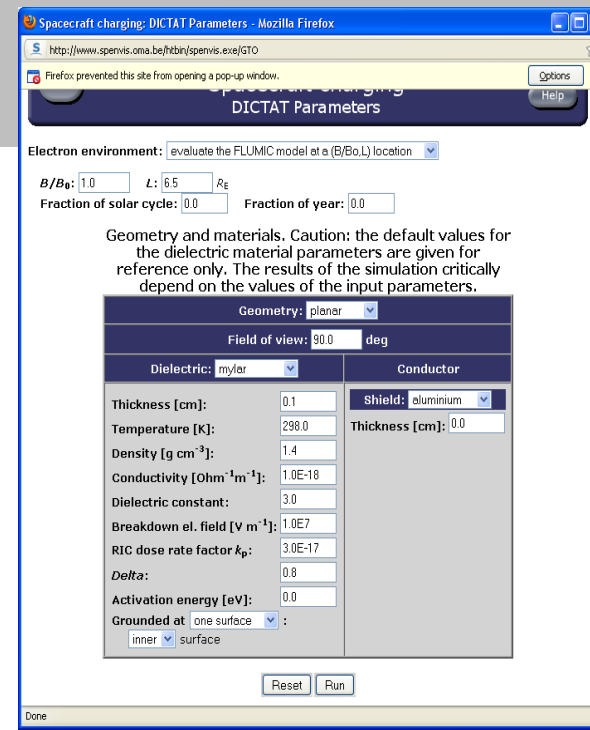 Spacecraft charging: DICTAT Parameters - Mozilla Firefox
S http://www.spenvis.oma.be/htbin/spenvis.exe/GTO
Firefox prevented this site from opening a pop-up window. Options
DICTAT Parameters Help
Electron environment: evaluate the FLUMIC model at a (B/Bo,L) location
B/B₀: 1.0 L: 6.5 R_E
Fraction of solar cycle: 0.0 Fraction of year: 0.0
Geometry and materials. Caution: the default values for
the dielectric material parameters are given for
reference only. The results of the simulation critically
depend on the values of the input parameters.
Geometry: planar
Field of view: 90.0 deg
Dielectric: mylar Conductor
Thickness [cm]: 0.1 Shield: aluminium
Temperature [K]: 298.0 Thickness [cm]: 0.0
Density [g cm⁻³]: 1.4
Conductivity [Ohm⁻¹m⁻¹]: 1.0E-18
Dielectric constant: 3.0
Breakdown el. field [V m⁻¹]: 1.0E7
RIC dose rate factor kₚ: 3.0E-17
Delta: 0.8
Activation energy [eV]: 0.0
Grounded at one surface :
inner surface
Reset Run
Done